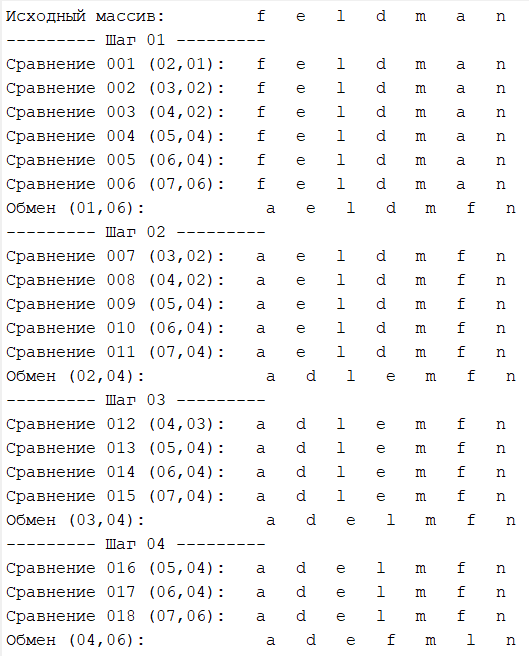 Исходный массив: f e l d m a n
--------- Шаг 01 ---------
Сравнение 001 (02,01): f e l d m a n
Сравнение 002 (03,02): f e l d m a n
Сравнение 003 (04,02): f e l d m a n
Сравнение 004 (05,04): f e l d m a n
Сравнение 005 (06,04): f e l d m a n
Сравнение 006 (07,06): f e l d m a n
Обмен (01,06): a e l d m f n
--------- Шаг 02 ---------
Сравнение 007 (03,02): a e l d m f n
Сравнение 008 (04,02): a e l d m f n
Сравнение 009 (05,04): a e l d m f n
Сравнение 010 (06,04): a e l d m f n
Сравнение 011 (07,04): a e l d m f n
Обмен (02,04): a d l e m f n
--------- Шаг 03 ---------
Сравнение 012 (04,03): a d l e m f n
Сравнение 013 (05,04): a d l e m f n
Сравнение 014 (06,04): a d l e m f n
Сравнение 015 (07,04): a d l e m f n
Обмен (03,04): a d e l m f n
--------- Шаг 04 ---------
Сравнение 016 (05,04): a d e l m f n
Сравнение 017 (06,04): a d e l m f n
Сравнение 018 (07,06): a d e l m f n
Обмен (04,06): a d e f m l n